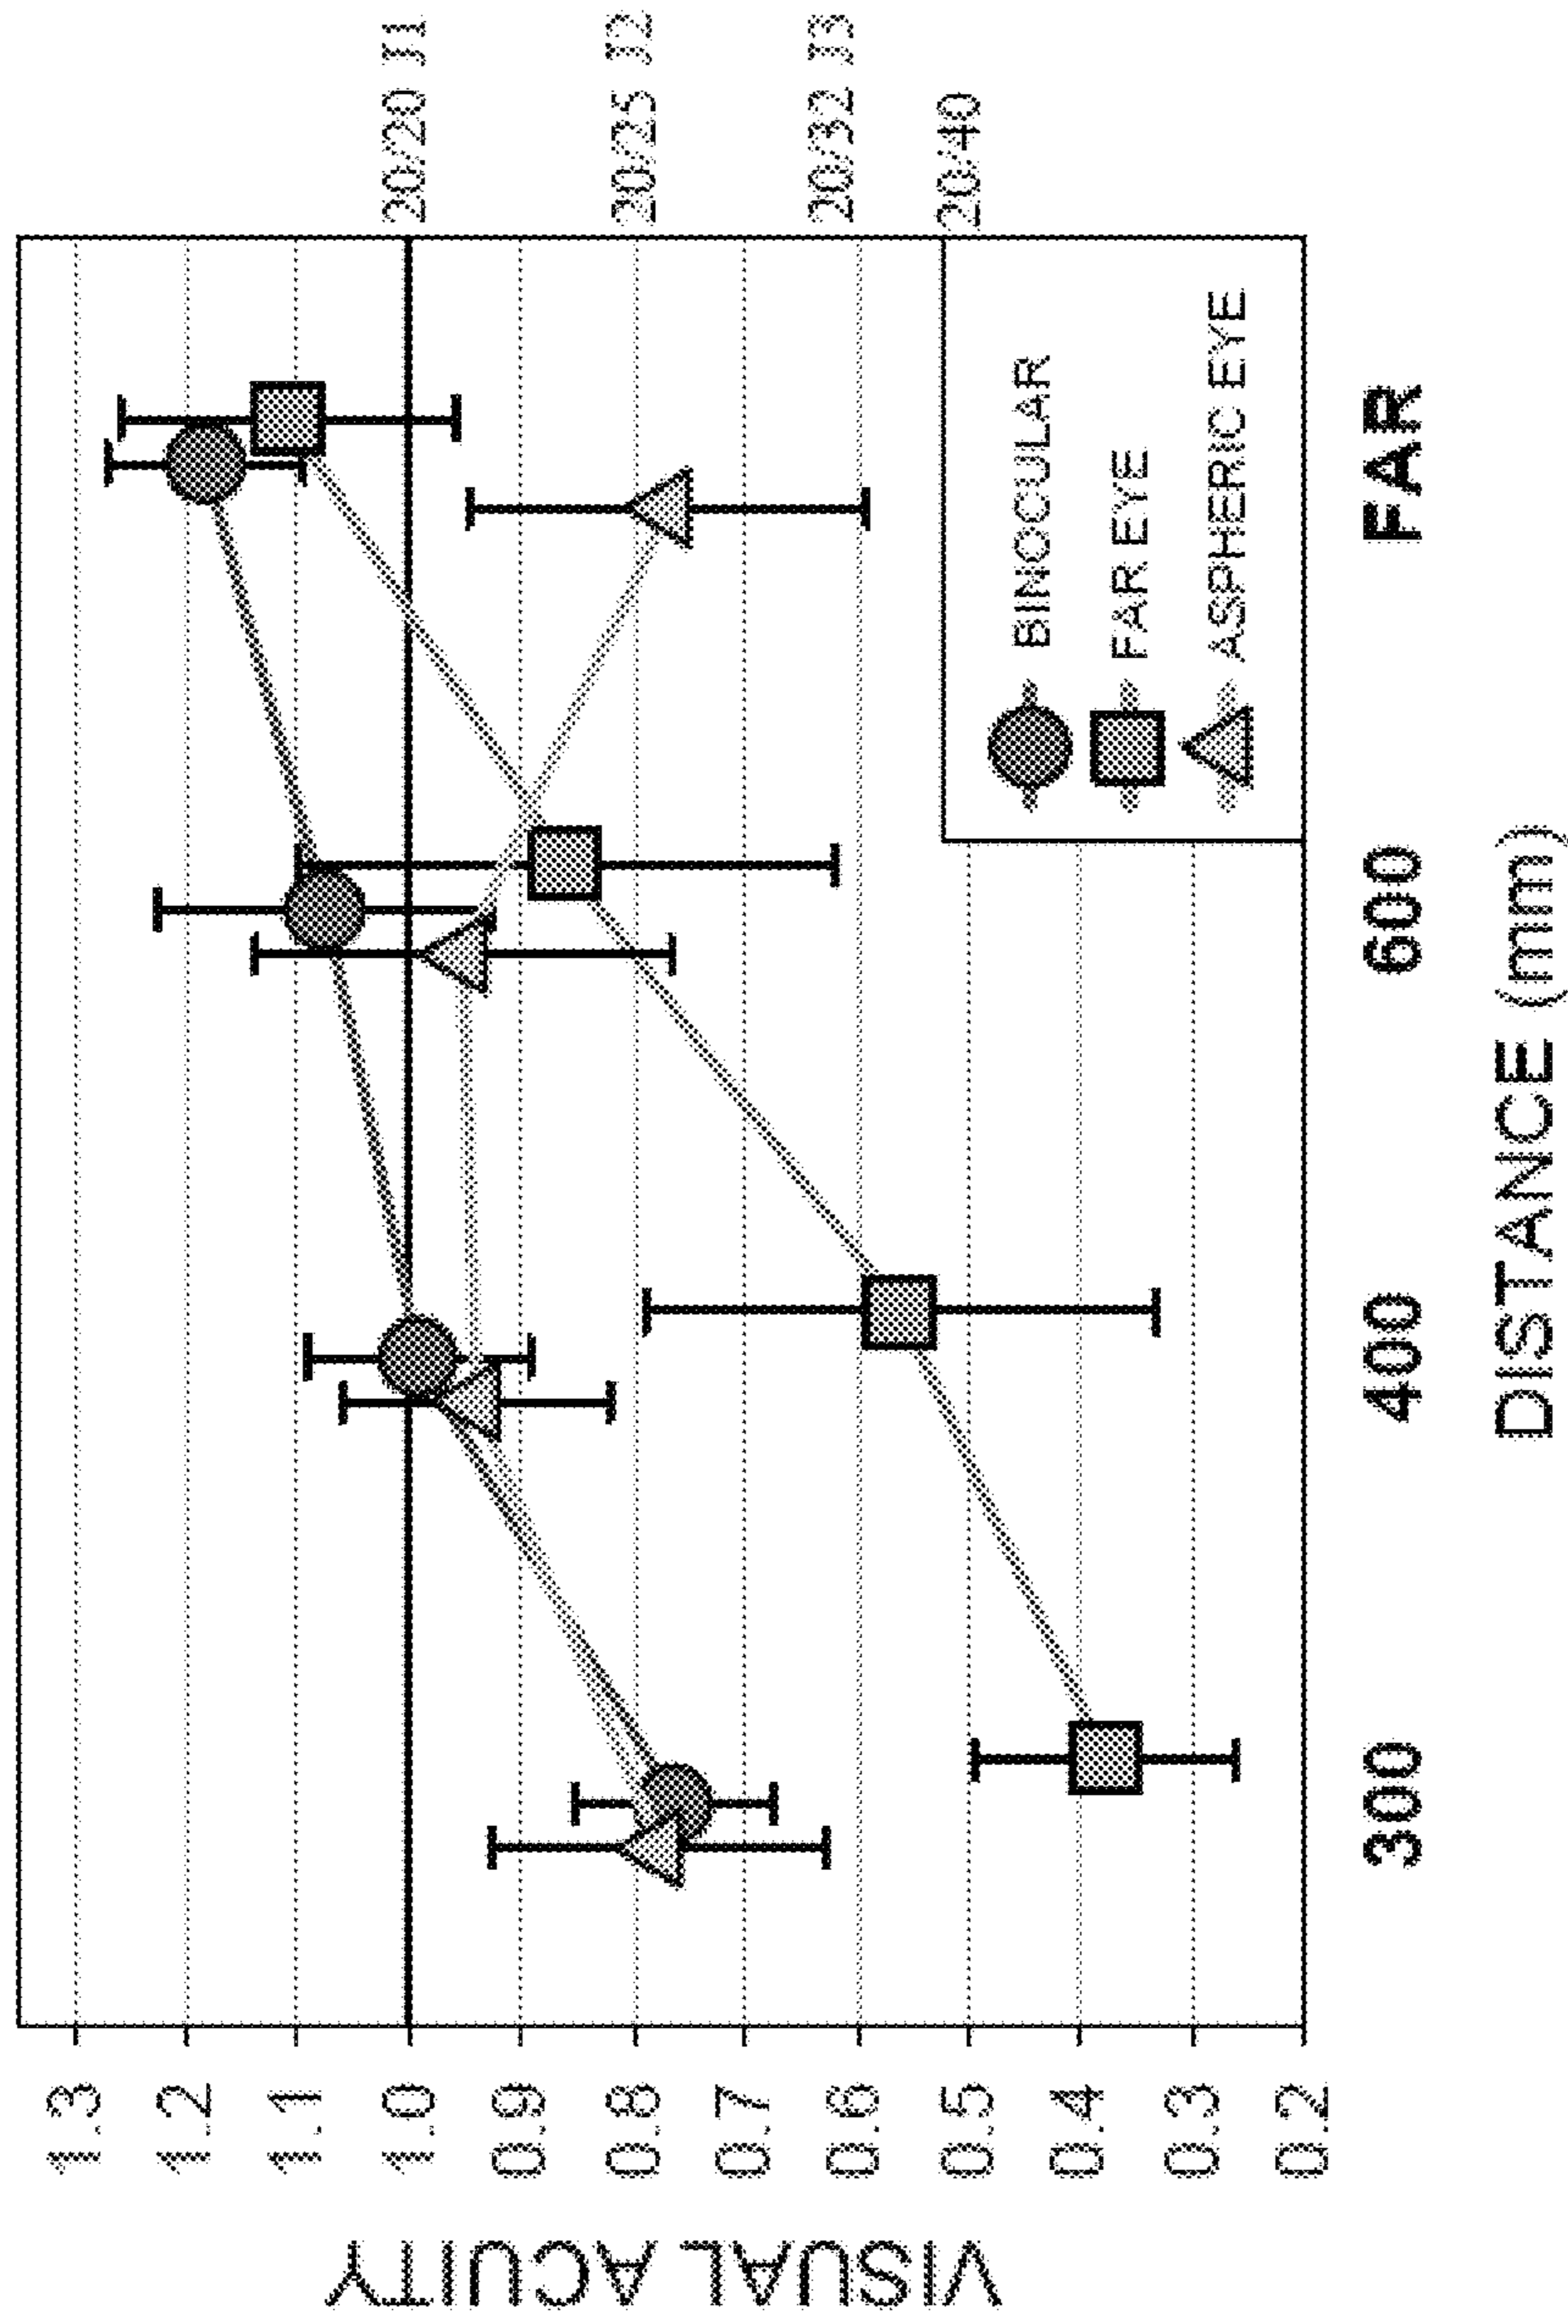 VISUAL ACUITY
1.3
1.2
1.1
1.0
0.9
0.8
0.7
0.6
0.5
0.4
0.3
0.2
20/20 J1
20/25 J2
20/32 J3
20/40
BINOCULAR
FAR EYE
ASPHERIC EYE
300 400 600 FAR
DISTANCE (mm)